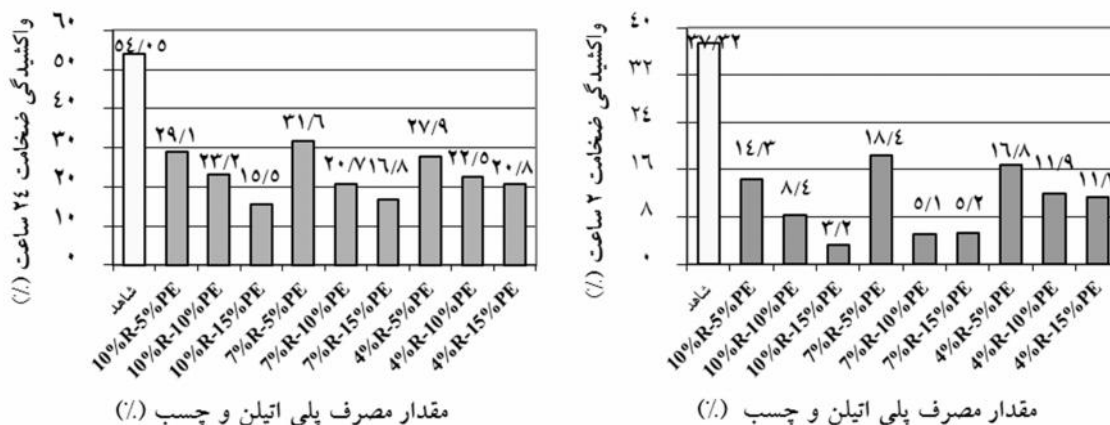 واکشیدگی ضخامت ۲۴ ساعت (٪)
۶۰
۵۰
۴۰
۳۰
۲۰
۱۰
۰
۵۴/۰۵
۲۹/۱
۲۳/۲
۱۵/۵
۳۱/۶
۲۰/۷
۱۶/۸
۲۷/۹
۲۲/۵
۲۰/۸
شاهد
10%R-5%PE
10%R-10%PE
10%R-15%PE
7%R-5%PE
7%R-10%PE
7%R-15%PE
4%R-5%PE
4%R-10%PE
4%R-15%PE
مقدار مصرف پلی اتیلن و چسب (٪)
واکشیدگی ضخامت ۲ ساعت (٪)
۴۰
۳۲
۲۴
۱۶
۸
۰
۳۷/۳۲
۱۴/۳
۸/۴
۳/۲
۱۸/۴
۵/۱
۵/۲
۱۶/۸
۱۱/۹
شاهد
10%R-5%PE
10%R-10%PE
10%R-15%PE
7%R-5%PE
7%R-10%PE
7%R-15%PE
4%R-5%PE
4%R-10%PE
4%R-15%PE
مقدار مصرف پلی اتیلن و چسب (٪)